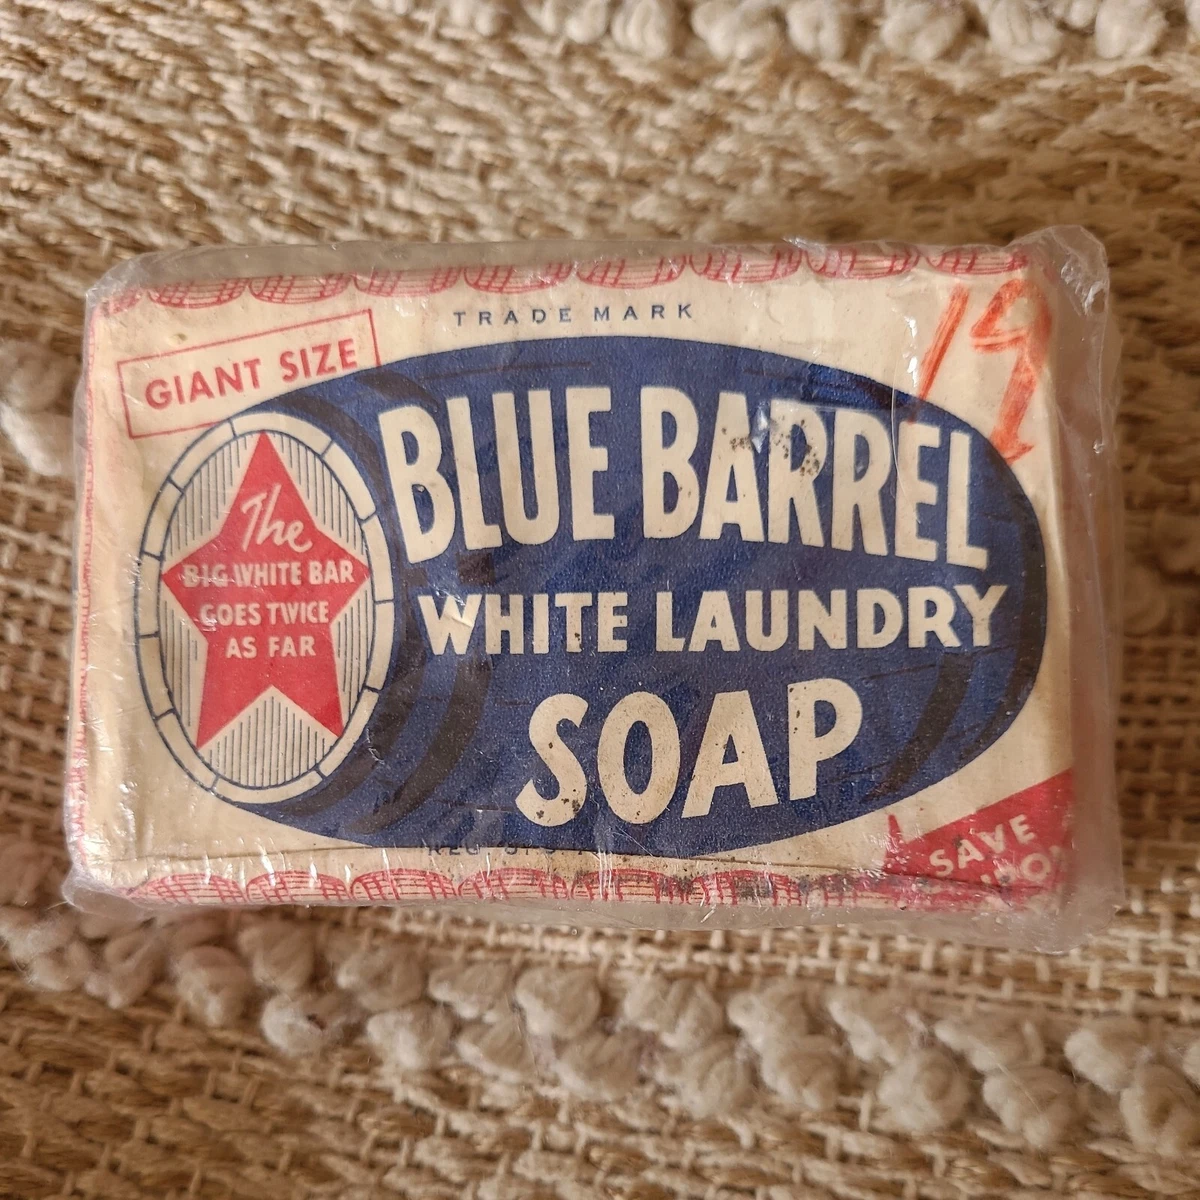 TRADE MARK
19
GIANT SIZE
BLUE BARREL
WHITE LAUNDRY
SOAP
The
BIG WHITE BAR
GOES TWICE
AS FAR
SAVE